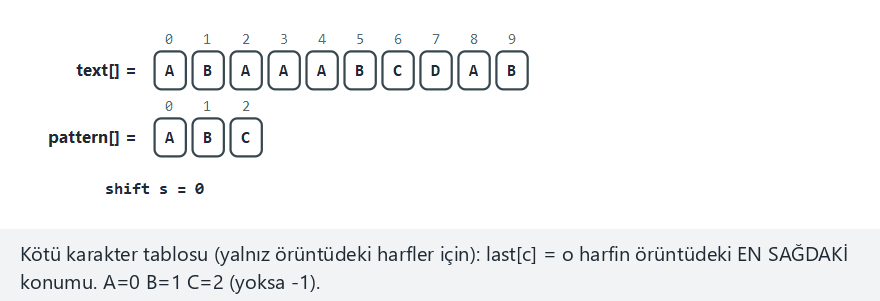 0 1 2 3 4 5 6 7 8 9
text[] = A B A A A B C D A B
0 1 2
pattern[] = A B C
shift s = 0
Kötü karakter tablosu (yalnız örüntüdeki harfler için): last[c] = o harfin örüntüdeki EN SAĞDAKİ
konumu. A=0 B=1 C=2 (yoksa -1).